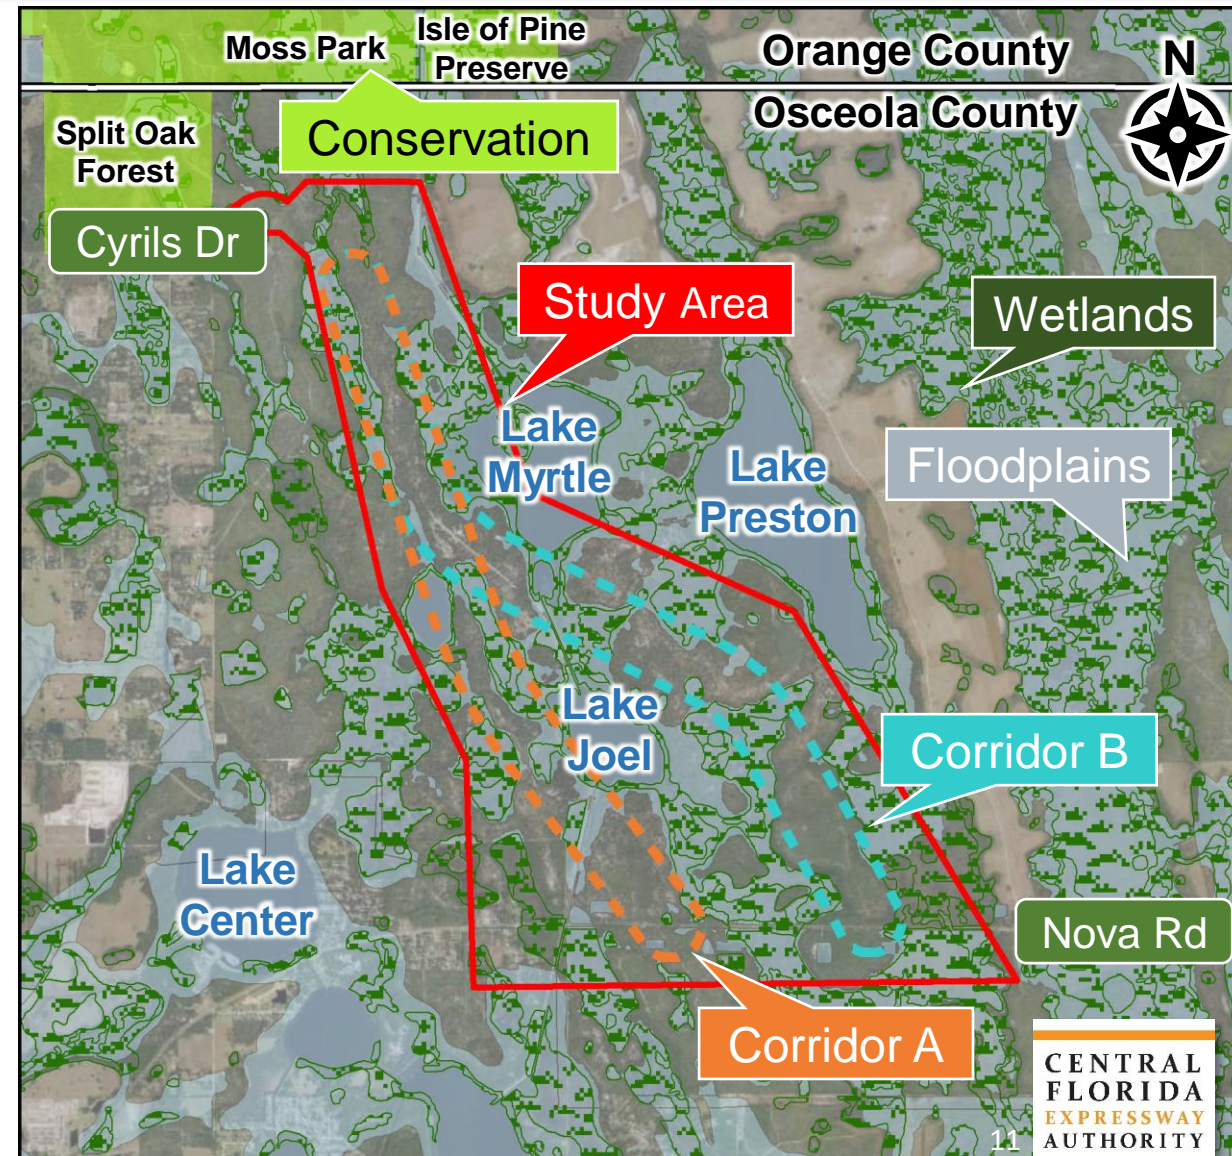 Moss Park
Isle of Pine
Preserve
Orange County
N
Osceola County
Split Oak
Forest
Conservation
Cyrils Dr
Study Area
Wetlands
Lake
Myrtle
Lake
Preston
Floodplains
Lake
Joel
Corridor B
Lake
Center
Nova Rd
Corridor A
11
CENTRAL
FLORIDA
EXPRESSWAY
AUTHORITY